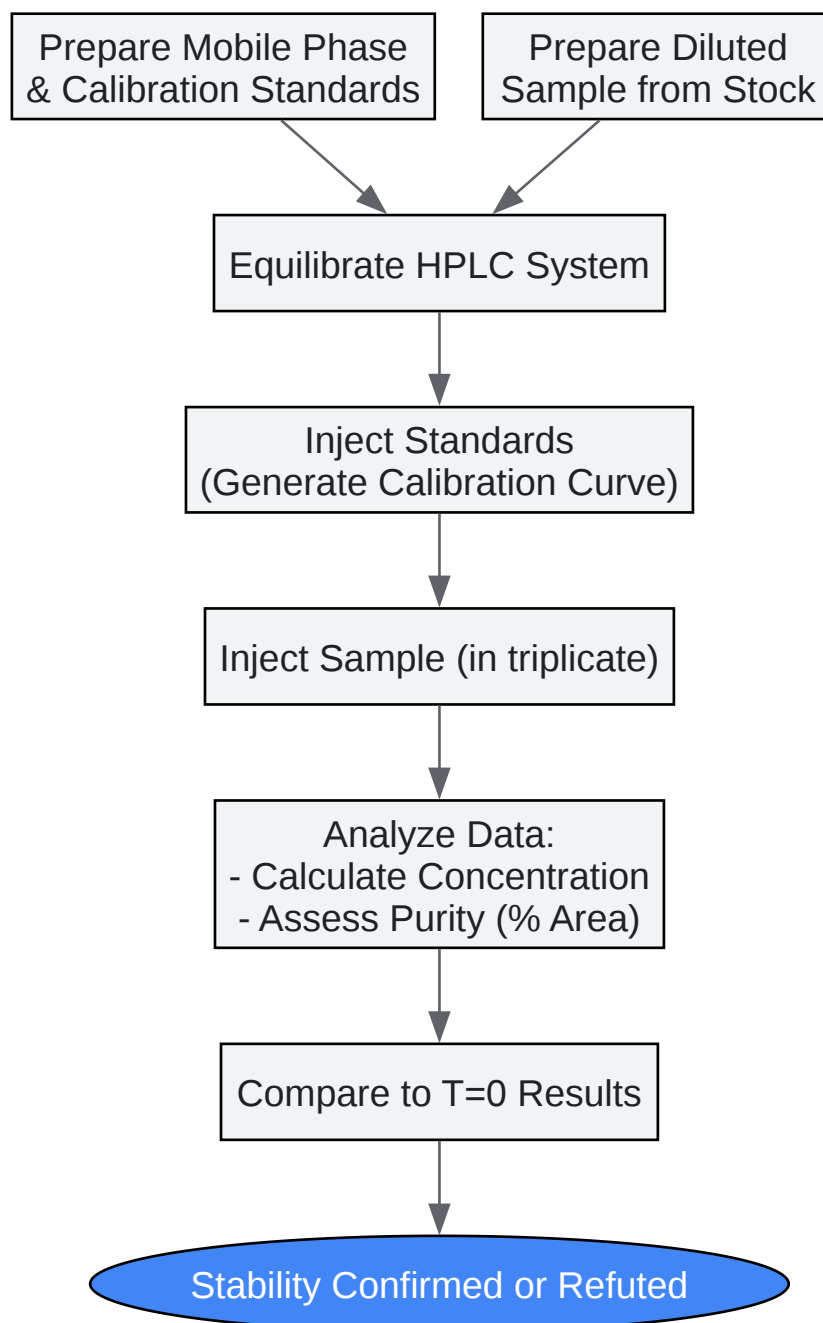 Prepare Mobile Phase
& Calibration Standards
Prepare Diluted
Sample from Stock
Equilibrate HPLC System
Inject Standards
(Generate Calibration Curve)
Inject Sample (in triplicate)
Analyze Data:
- Calculate Concentration
- Assess Purity (% Area)
Compare to T=0 Results
Stability Confirmed or Refuted